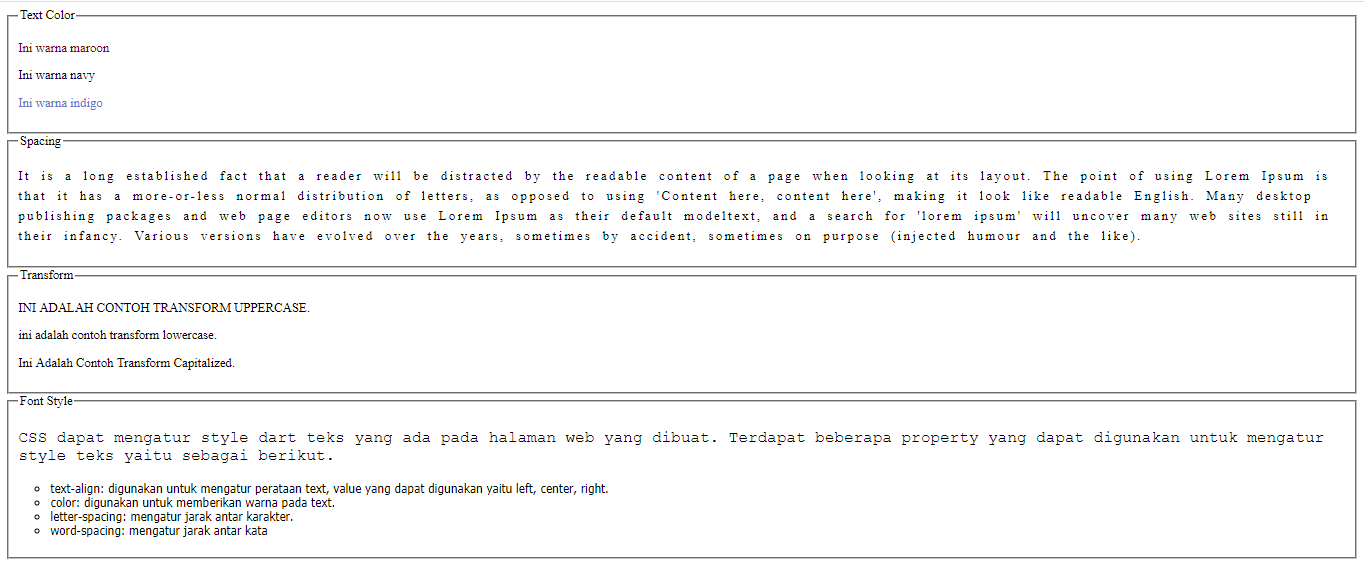 Text Color
Ini warna maroon
Ini warna navy
Ini warna indigo
Spacing
It is a long established fact that a reader will be distracted by the readable content of a page when looking at its layout. The point of using Lorem Ipsum is
that it has a more-or-less normal distribution of letters, as opposed to using 'Content here, content here', making it look like readable English. Many desktop
publishing packages and web page editors now use Lorem Ipsum as their default modeltext, and a search for 'lorem ipsum' will uncover many web sites still in
their infancy. Various versions have evolved over the years, sometimes by accident, sometimes on purpose (injected humour and the like).
Transform
INI ADALAH CONTOH TRANSFORM UPPERCASE.
ini adalah contoh transform lowercase.
Ini Adalah Contoh Transform Capitalized.
Font Style
CSS dapat mengatur style dart teks yang ada pada halaman web yang dibuat. Terdapat beberapa property yang dapat digunakan untuk mengatur
style teks yaitu sebagai berikut.
text-align: digunakan untuk mengatur perataan text, value yang dapat digunakan yaitu left, center, right.
color: digunakan untuk memberikan warna pada text.
letter-spacing: mengatur jarak antar karakter.
word-spacing: mengatur jarak antar kata